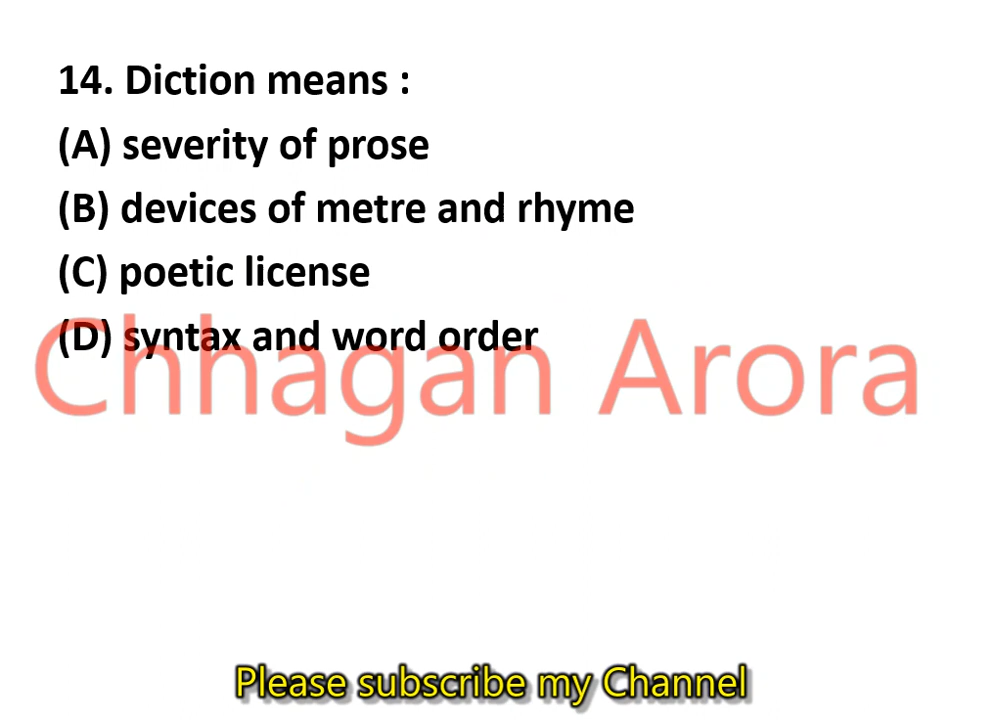 14. Diction means :
(A) severity of prose
(B) devices of metre and rhyme
(C) poetic license
(D) syntax and word order
Chhagan Arora
Please subscribe my Channel